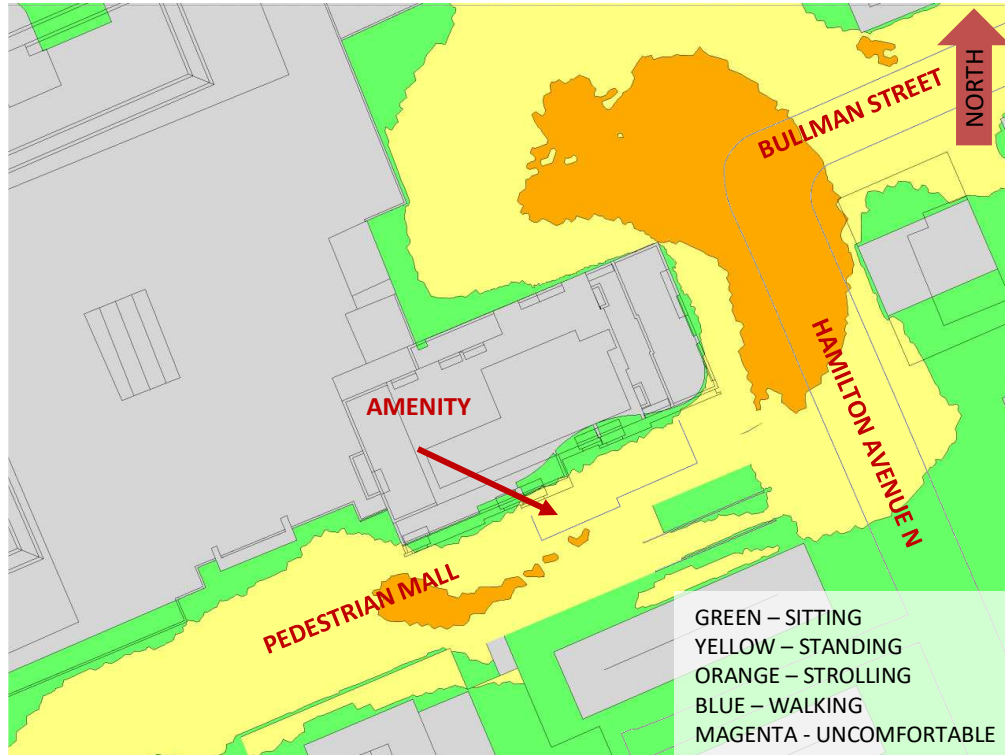 NORTH
BULLMAN STREET
HAMILTON AVENUE N
AMENITY
PEDESTRIAN MALL
GREEN – SITTING
YELLOW – STANDING
ORANGE – STROLLING
BLUE – WALKING
MAGENTA - UNCOMFORTABLE